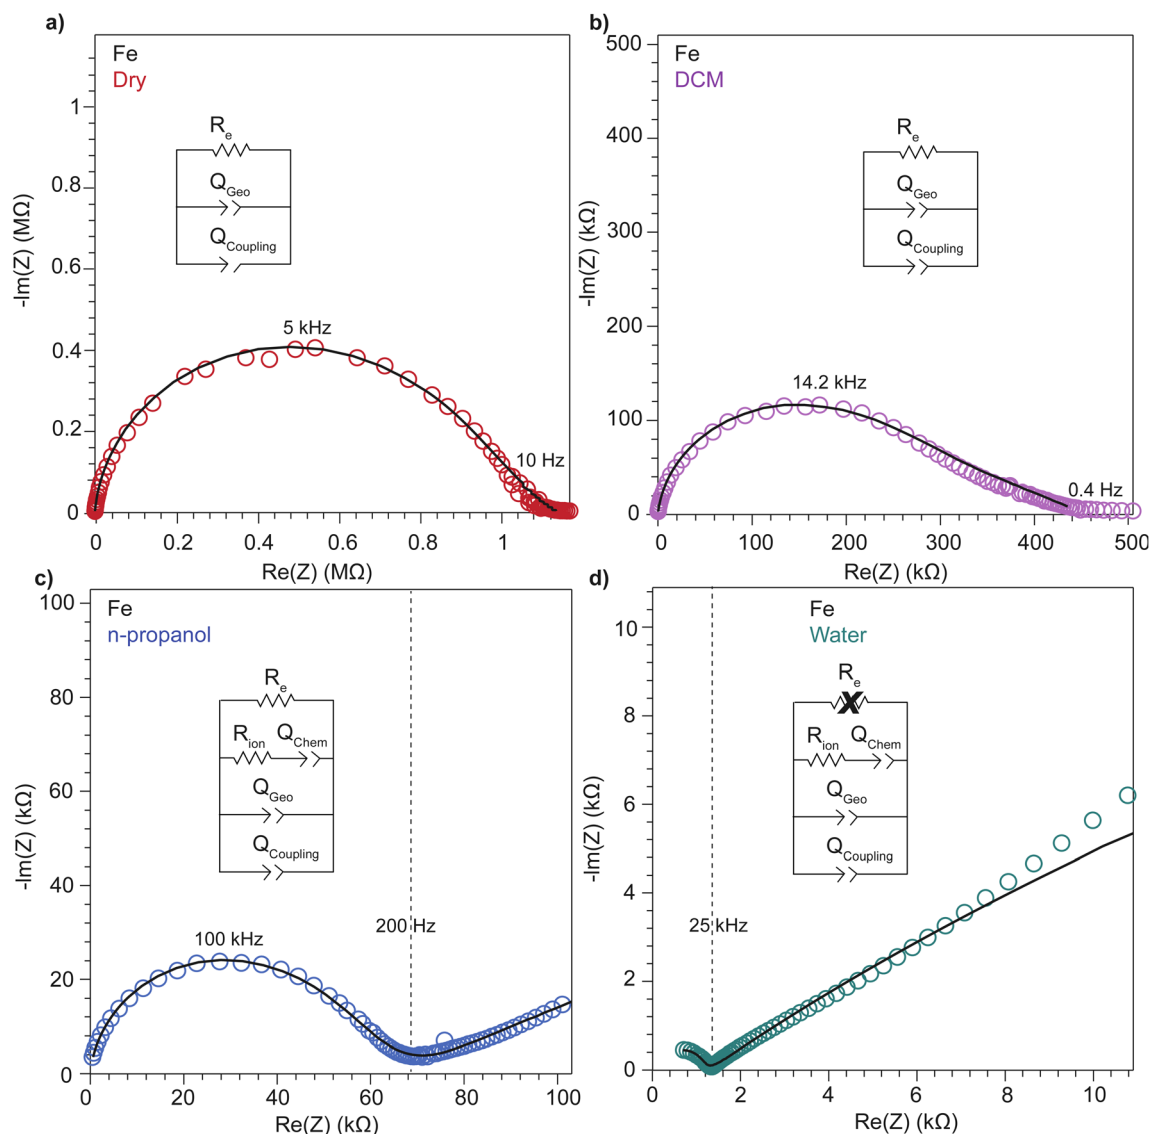 a)
Fe
Dry
Re
QGeo
QCoupling
5 kHz
10 Hz
1
0.8
0.6
0.4
0.2
0
-Im(Z) (MΩ)
0 0.2 0.4 0.6 0.8 1
Re(Z) (MΩ)
b)
Fe
DCM
Re
QGeo
QCoupling
14.2 kHz
0.4 Hz
500
400
300
200
100
0
-Im(Z) (kΩ)
0 100 200 300 400 500
Re(Z) (kΩ)
c)
Fe
n-propanol
Re
Rion QChem
QGeo
QCoupling
100 kHz
200 Hz
100
80
60
40
20
0
-Im(Z) (kΩ)
0 20 40 60 80 100
Re(Z) (kΩ)
d)
Fe
Water
Re
X
Rion QChem
QGeo
QCoupling
25 kHz
10
8
6
4
2
0
-Im(Z) (kΩ)
0 2 4 6 8 10
Re(Z) (kΩ)